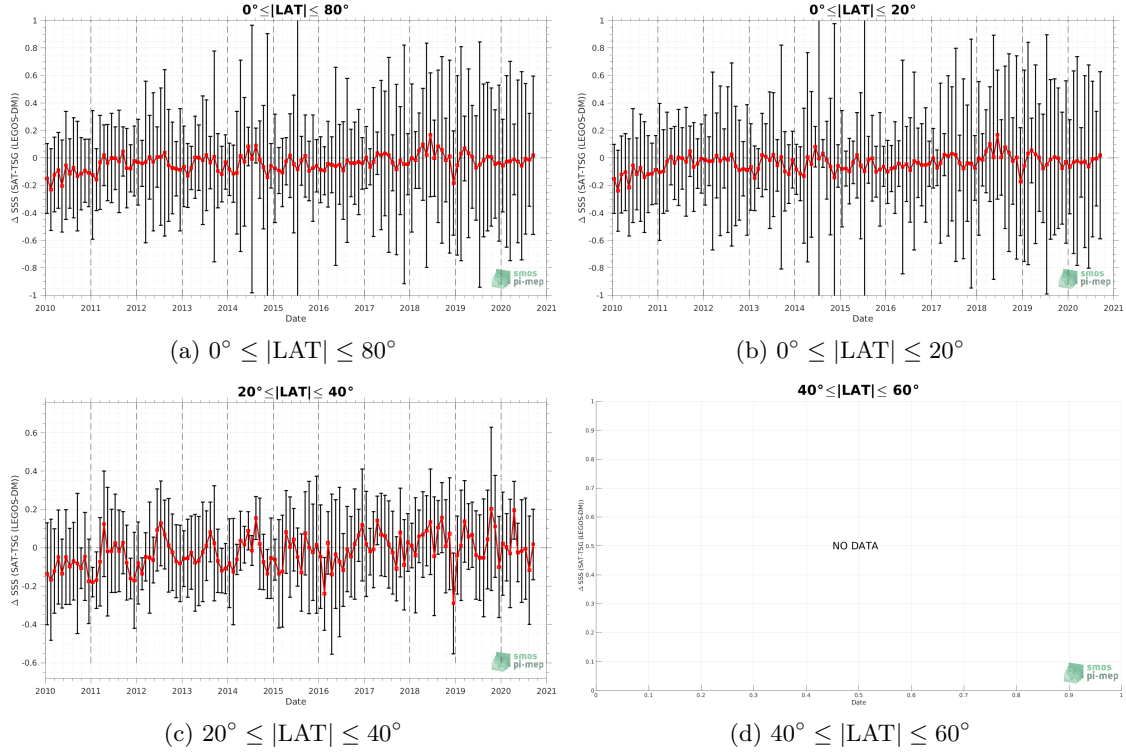 0°≤|LAT|≤ 80°
Δ SSS (SAT-TSG (LEGOS-DM))
1
0.8
0.6
0.4
0.2
0
-0.2
-0.4
-0.6
-0.8
-1
2010 2011 2012 2013 2014 2015 2016 2017 2018 2019 2020 2021
Date
smos
pi-mep
(a) 0° ≤ |LAT| ≤ 80°
0°≤|LAT|≤ 20°
Δ SSS (SAT-TSG (LEGOS-DM))
1
0.8
0.6
0.4
0.2
0
-0.2
-0.4
-0.6
-0.8
-1
2010 2011 2012 2013 2014 2015 2016 2017 2018 2019 2020 2021
Date
smos
pi-mep
(b) 0° ≤ |LAT| ≤ 20°
20°≤|LAT|≤ 40°
Δ SSS (SAT-TSG (LEGOS-DM))
0.6
0.4
0.2
0
-0.2
-0.4
-0.6
2010 2011 2012 2013 2014 2015 2016 2017 2018 2019 2020 2021
Date
smos
pi-mep
(c) 20° ≤ |LAT| ≤ 40°
40°≤|LAT|≤ 60°
Δ SSS (SAT-TSG (LEGOS-DM))
1
0.9
0.8
0.7
0.6
0.5
0.4
0.3
0.2
0.1
0
NO DATA
0 0.1 0.2 0.3 0.4 0.5 0.6 0.7 0.8 0.9 1
Date
smos
pi-mep
(d) 40° ≤ |LAT| ≤ 60°